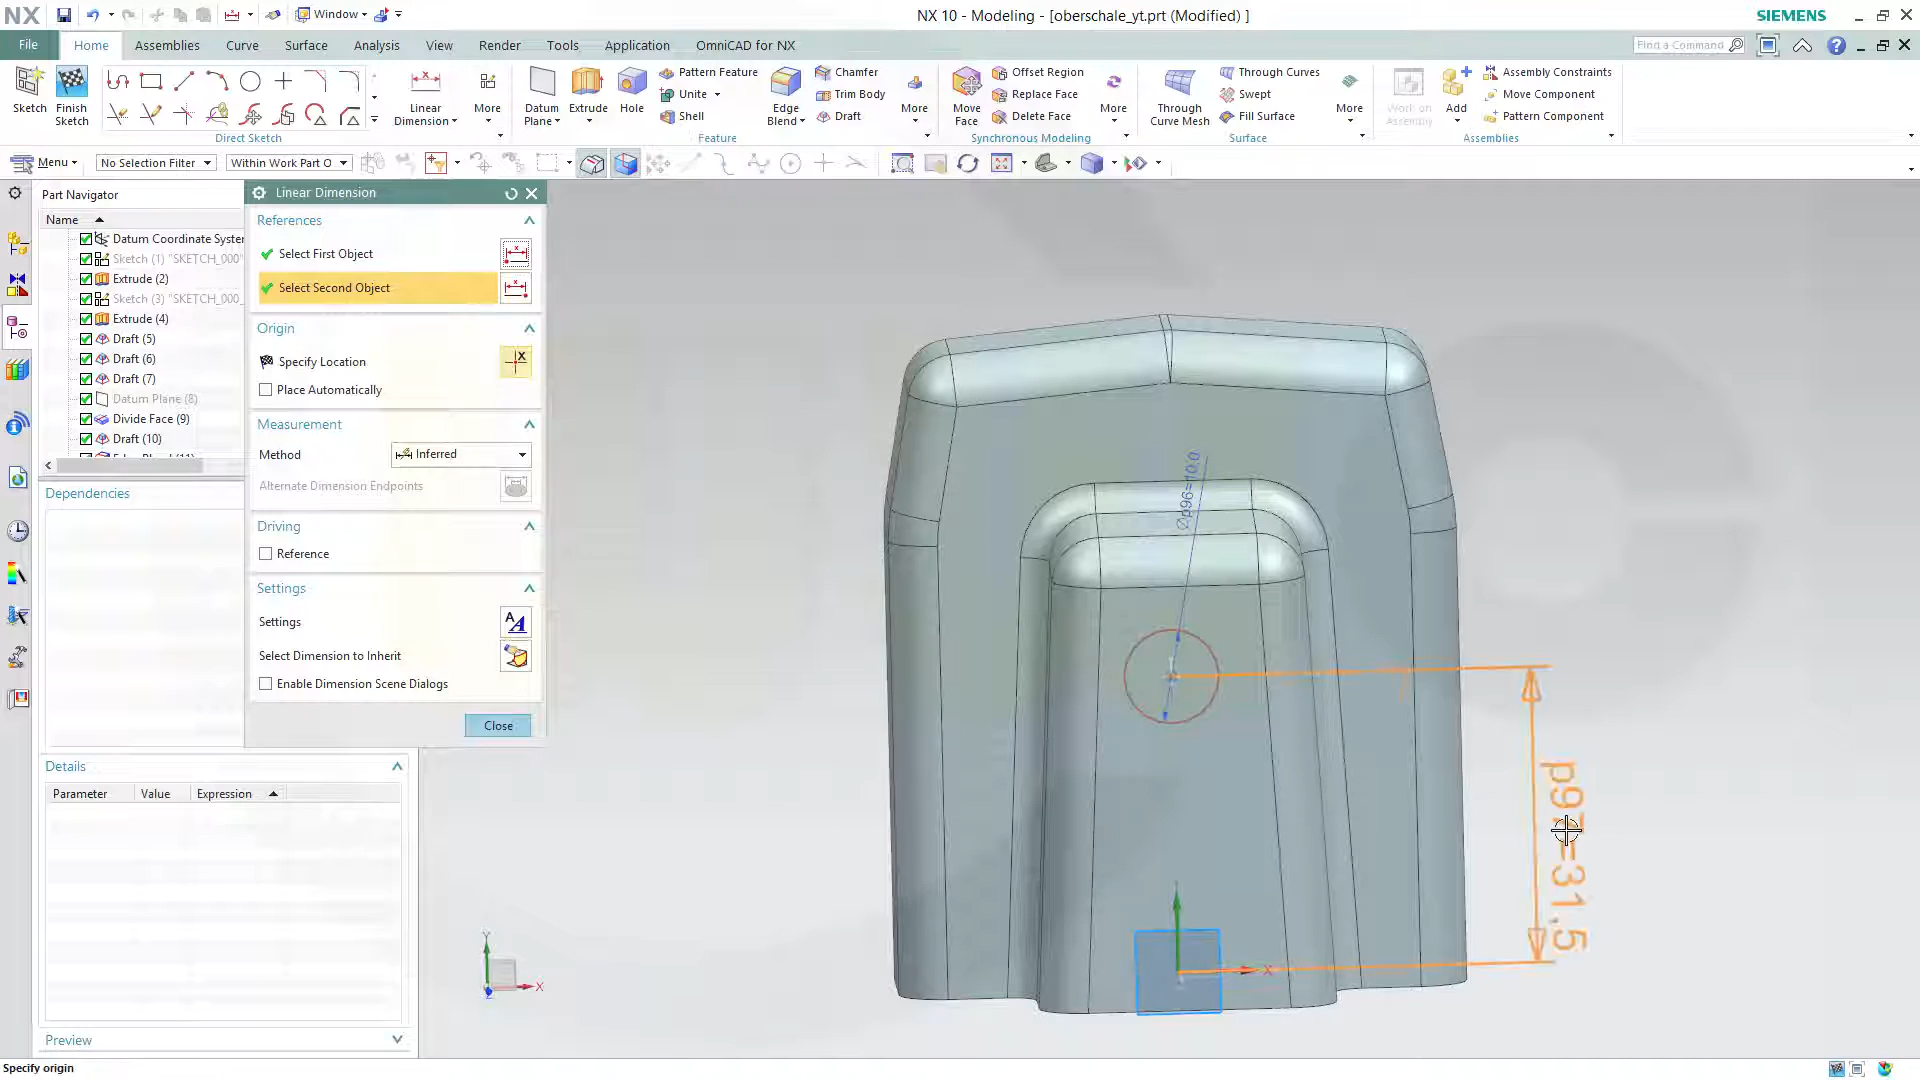 NX
Window
NX 10 - Modeling - [oberschale_yt.prt (Modified) ]
SIEMENS
File
Home
Assemblies
Curve
Surface
Analysis
View
Render
Tools
Application
OmniCAD for NX
Find a Command
Sketch
Finish Sketch
Direct Sketch
Linear Dimension
More
Datum Plane
Extrude
Hole
Pattern Feature
Unite
Shell
Edge Blend
Chamfer
Trim Body
Draft
More
Feature
Move Face
Offset Region
Replace Face
Delete Face
More
Synchronous Modeling
Through Curve Mesh
Through Curves
Swept
Fill Surface
More
Surface
Work on Assembly
Add
Assembly Constraints
Move Component
Pattern Component
Assemblies
Menu
No Selection Filter
Within Work Part O
Part Navigator
Name
Datum Coordinate System
Sketch (1) "SKETCH_000"
Extrude (2)
Sketch (3) "SKETCH_000_
Extrude (4)
Draft (5)
Draft (6)
Draft (7)
Datum Plane (8)
Divide Face (9)
Draft (10)
Dependencies
Details
Parameter Value Expression
Preview
Linear Dimension
References
Select First Object
Select Second Object
Origin
Specify Location
Place Automatically
Measurement
Method Inferred
Alternate Dimension Endpoints
Driving
Reference
Settings
Settings
Select Dimension to Inherit
Enable Dimension Scene Dialogs
Close
∅p96=10.0
p97=31,5
X
Y
X
Z
Specify origin